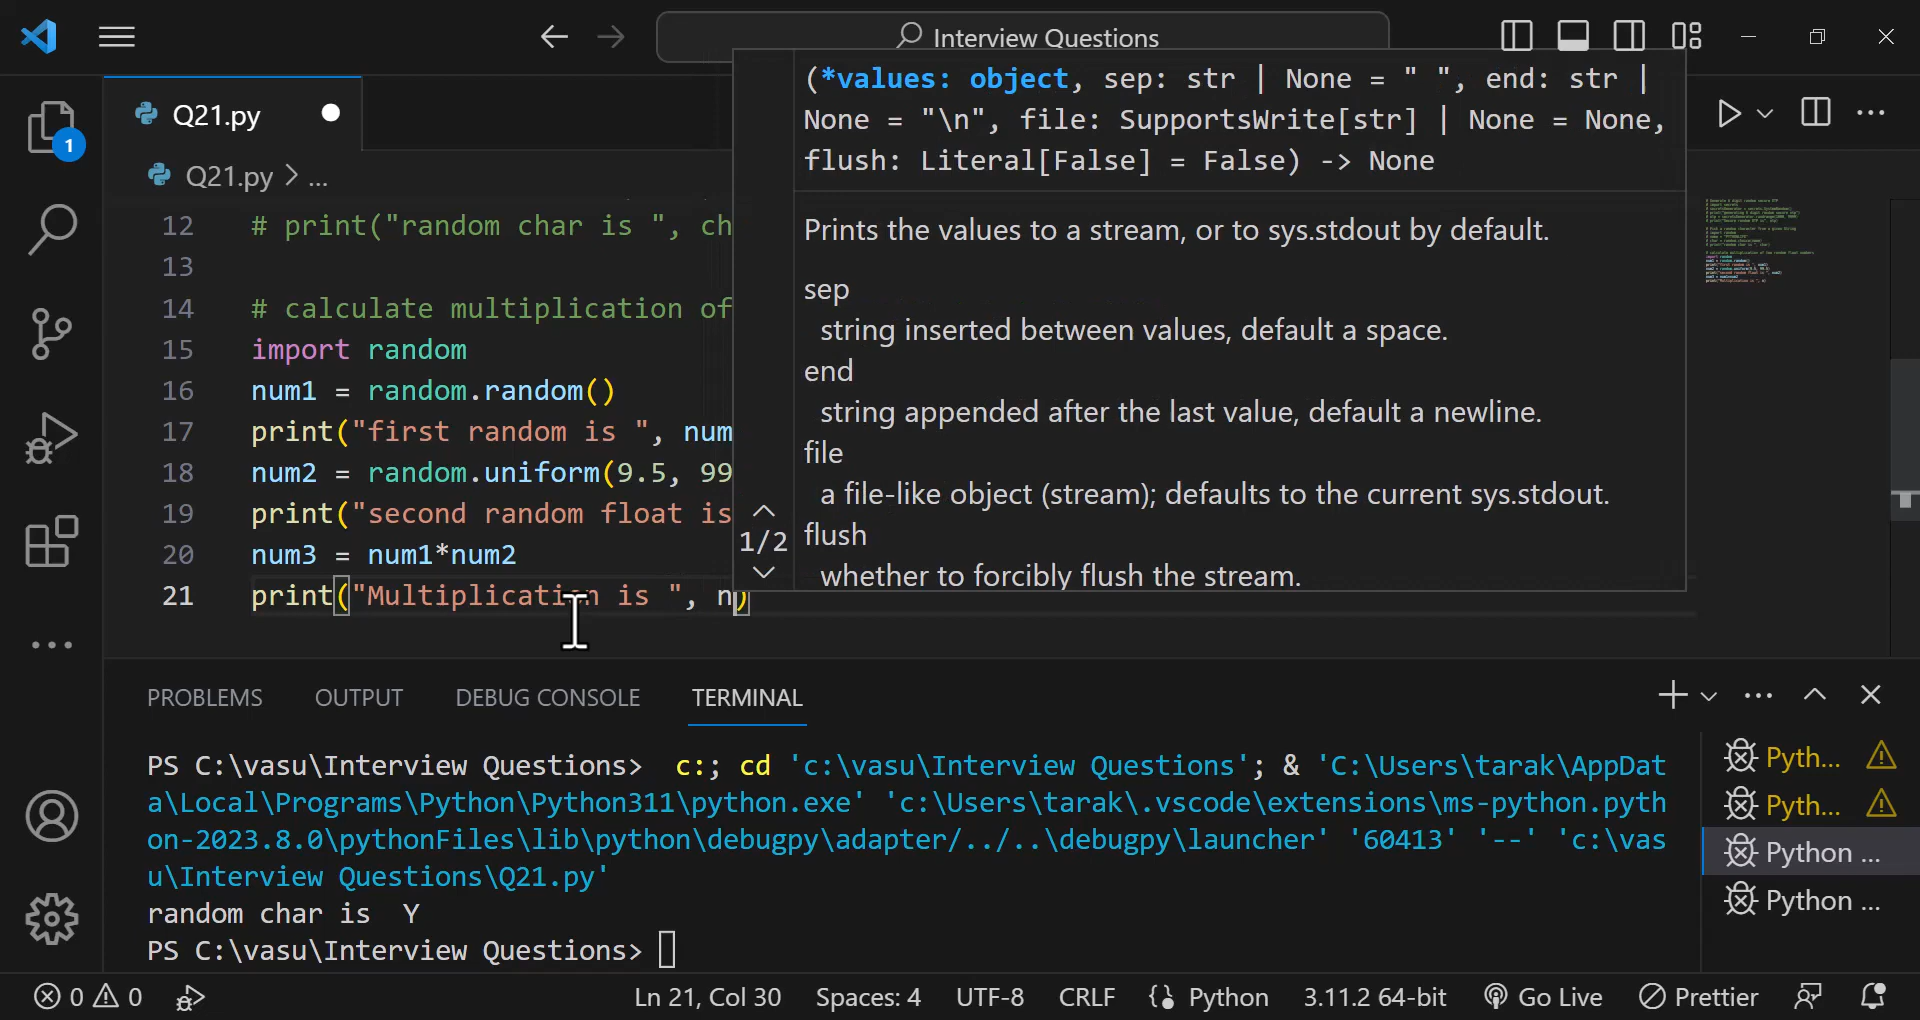 Interview Questions
Q21.py
1
Q21.py > ...
(*values: object, sep: str | None = " ", end: str |
None = "\n", file: SupportsWrite[str] | None = None,
flush: Literal[False] = False) -> None
Prints the values to a stream, or to sys.stdout by default.
sep
string inserted between values, default a space.
end
string appended after the last value, default a newline.
file
a file-like object (stream); defaults to the current sys.stdout.
flush
whether to forcibly flush the stream.
1/2
12 # print("random char is ", ch
13
14 # calculate multiplication of
15 import random
16 num1 = random.random()
17 print("first random is ", num
18 num2 = random.uniform(9.5, 99
19 print("second random float is
20 num3 = num1*num2
21 print("Multiplication is ", n)
PROBLEMS OUTPUT DEBUG CONSOLE TERMINAL
PS C:\vasu\Interview Questions> c:; cd 'c:\vasu\Interview Questions'; & 'C:\Users\tarak\AppDat
a\Local\Programs\Python\Python311\python.exe' 'c:\Users\tarak\.vscode\extensions\ms-python.pyth
on-2023.8.0\pythonFiles\lib\python\debugpy\adapter/../..\debugpy\launcher' '60413' '--' 'c:\vas
u\Interview Questions\Q21.py'
random char is  Y
PS C:\vasu\Interview Questions>
Pyth...
Pyth...
Python ...
Python ...
0 0 Ln 21, Col 30 Spaces: 4 UTF-8 CRLF Python 3.11.2 64-bit Go Live Prettier